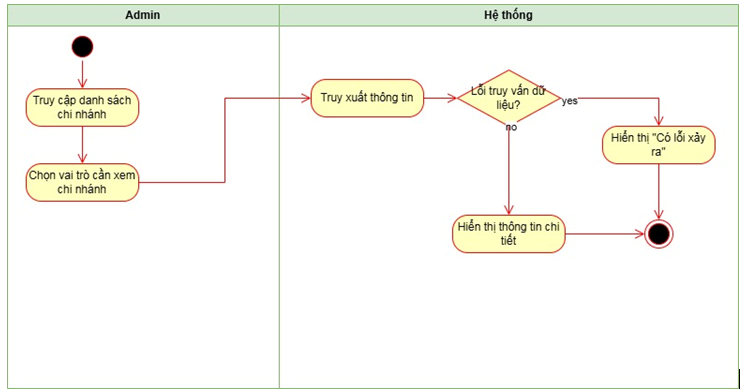 Admin
Hệ thống
Truy cập danh sách
chi nhánh
Chọn vai trò cần xem
chi nhánh
Truy xuất thông tin
Lỗi truy vấn dữ
liệu?
yes
no
Hiển thị "Có lỗi xảy
ra"
Hiển thị thông tin chi
tiết